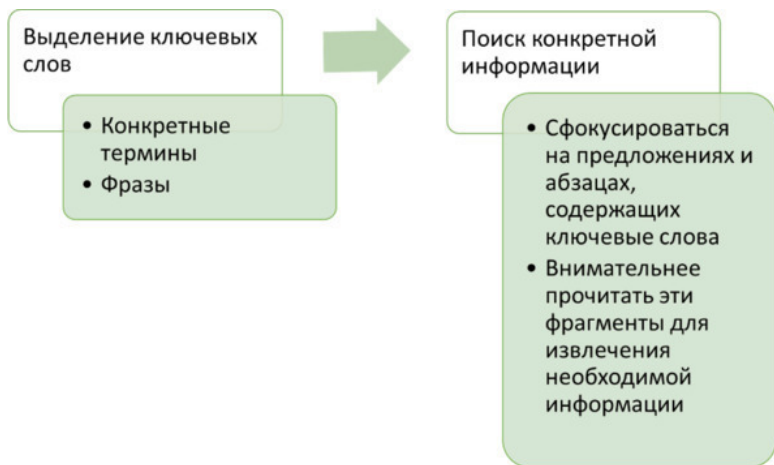 Выделение ключевых
слов
• Конкретные
термины
• Фразы
Поиск конкретной
информации
• Сфокусироваться
на предложениях и
абзацах,
содержащих
ключевые слова
• Внимательнее
прочитать эти
фрагменты для
извлечения
необходимой
информации